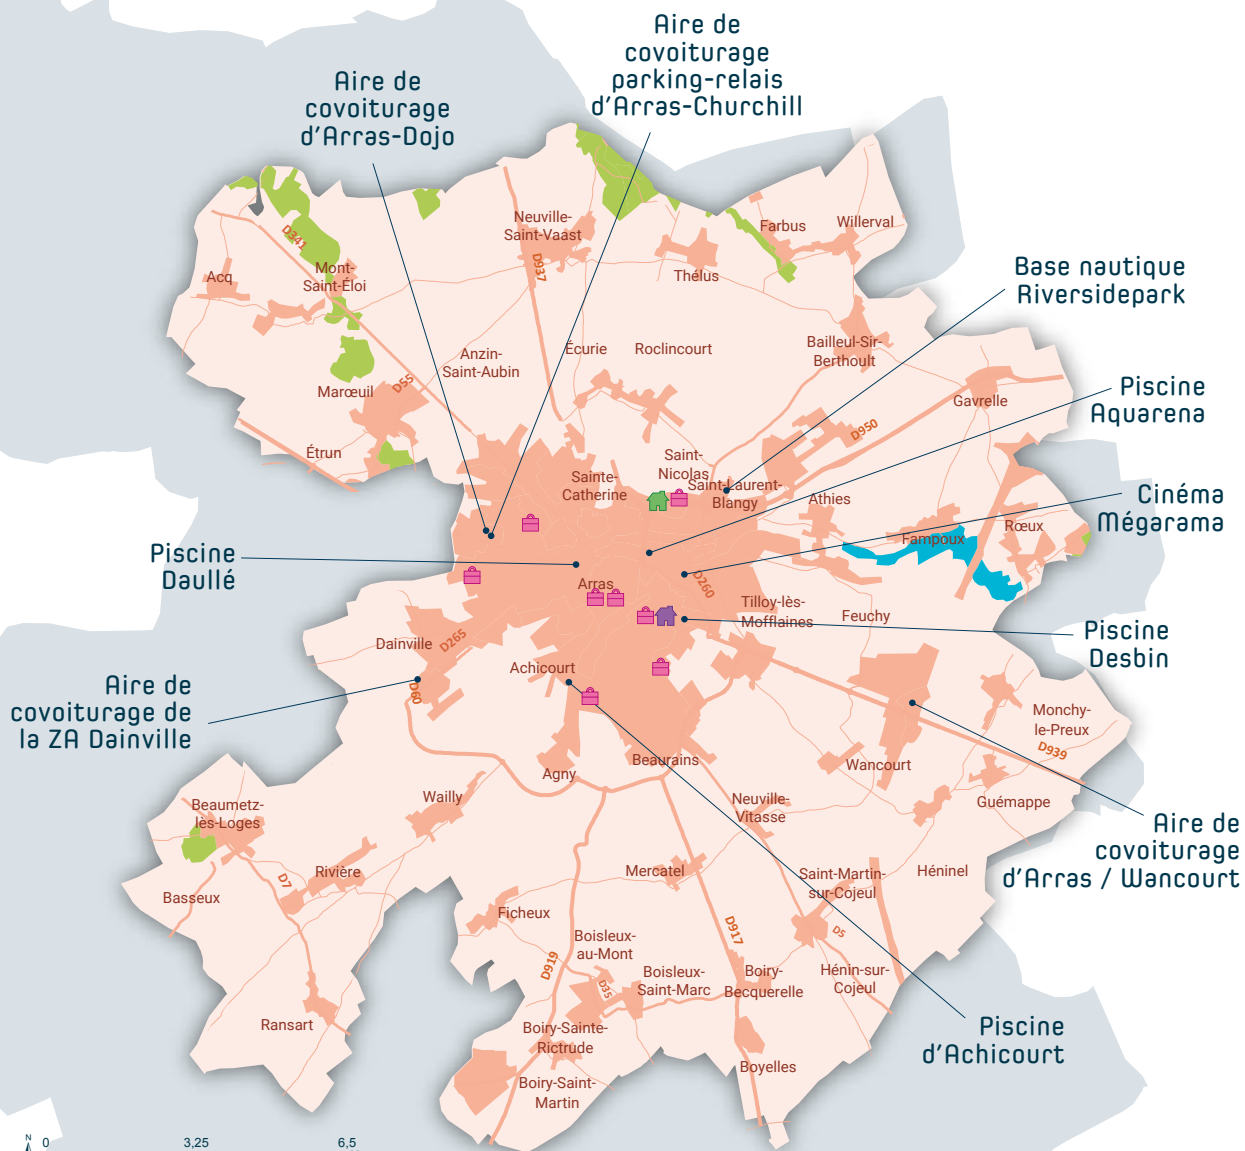 Aire de
covoiturage
parking-relais
d'Arras-Churchill
Aire de
covoiturage
d'Arras-Dojo
Base nautique
Riversidepark
Piscine
Aquarena
Cinéma
Mégarama
Piscine
Daullé
Piscine
Desbin
Aire de
covoiturage de
la ZA Dainville
Aire de
covoiturage
d'Arras / Wancourt
Piscine
d'Achicourt
Neuville-
Saint-Vaast
Farbus
Willerval
D341
Acq
Mont-
Saint-Éloi
D937
Thélus
Anzin-
Saint-Aubin
Écurie
Roclincourt
Bailleul-Sir-
Berthoult
Marœuil
D55
Gavrelle
D950
Étrun
Sainte-
Catherine
Saint-
Nicolas
Saint-Laurent-
Blangy
Athies
Fampoux
Rœux
Arras
D260
Tilloy-lès-
Mofflaines
Feuchy
Dainville
D265
Achicourt
D60
Monchy-
le-Preux
D939
Agny
Beaurains
Wancourt
Guémappe
Beaumetz-
lès-Loges
Wailly
Neuville-
Vitasse
Basseux
D7
Rivière
Mercatel
Saint-Martin-
sur-Cojeul
Héninel
Ficheux
D919
D917
D5
Boisleux-
au-Mont
Boisleux-
Saint-Marc
D35
Boiry-
Becquerelle
Hénin-sur-
Cojeul
Ransart
Boiry-Sainte-
Rictrude
Boiry-Saint-
Martin
Boyelles
N
0
3,25
6,5